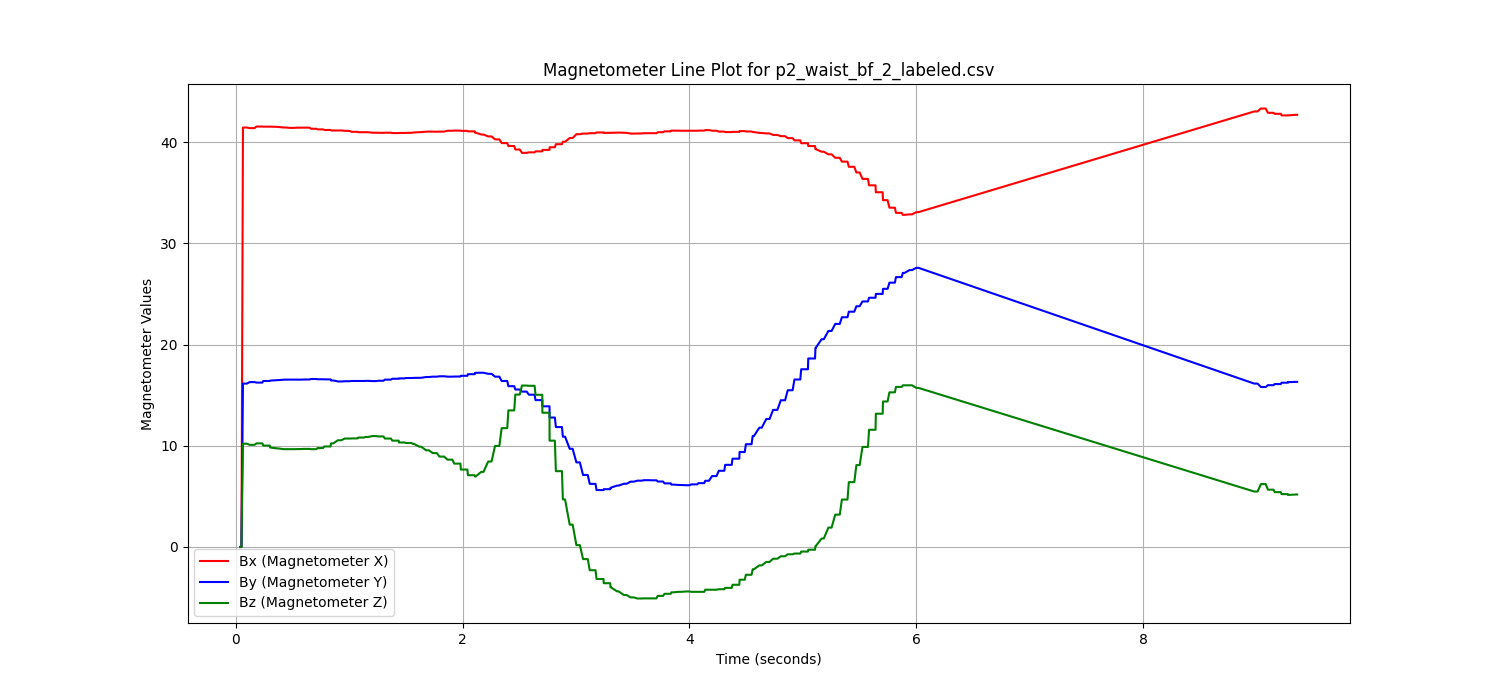 Magnetometer Line Plot for p2_waist_bf_2_labeled.csv
Magnetometer Values
40
30
20
10
0
Bx (Magnetometer X)
By (Magnetometer Y)
Bz (Magnetometer Z)
0 2 4 6 8
Time (seconds)